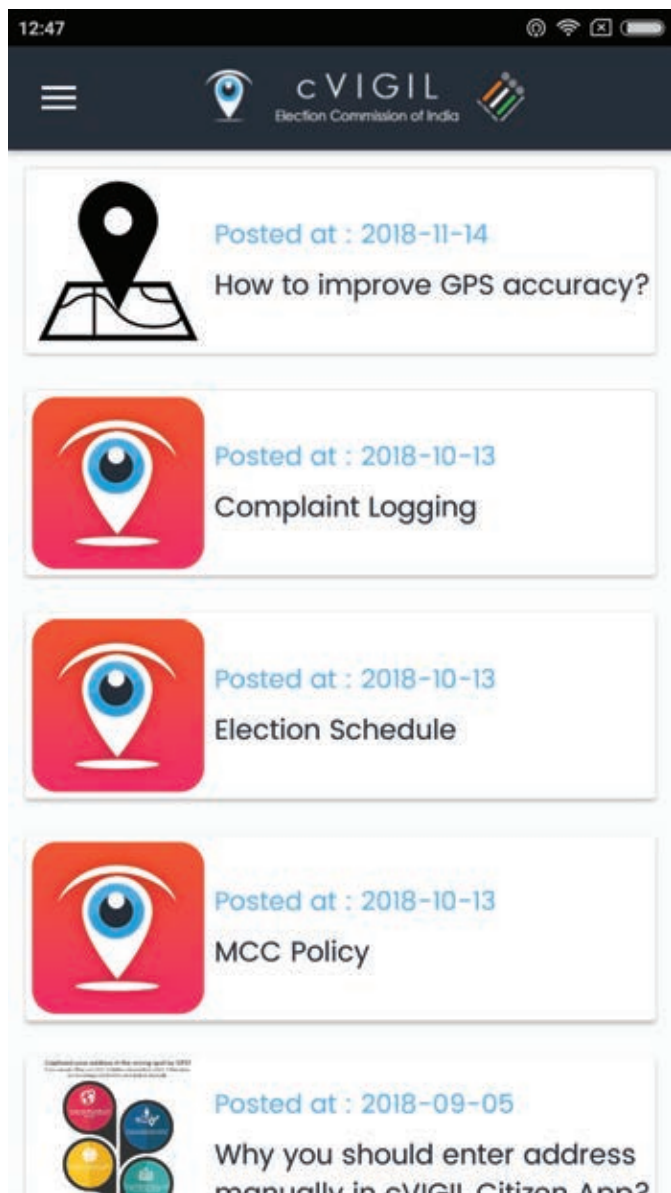 12:47
cVIGIL
Election Commission of India
Posted at : 2018-11-14
How to improve GPS accuracy?
Posted at : 2018-10-13
Complaint Logging
Posted at : 2018-10-13
Election Schedule
Posted at : 2018-10-13
MCC Policy
Posted at : 2018-09-05
Why you should enter address
manually in cVIGIL Citizen App?